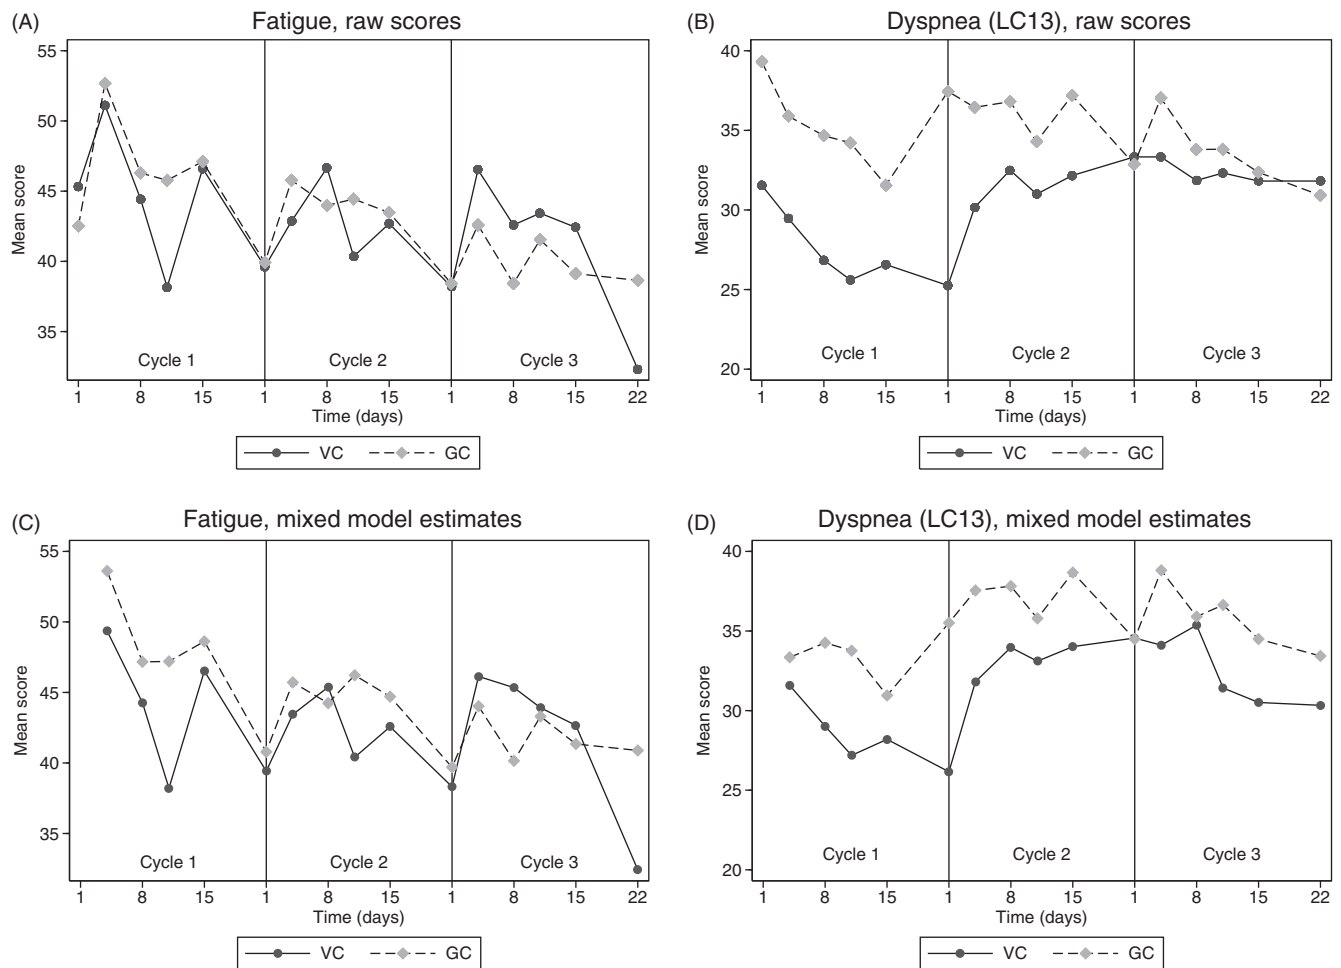 (A) Fatigue, raw scores
55
50
45
40
35
Mean score
Cycle 1 Cycle 2 Cycle 3
1 8 15 1 8 15 1 8 15 22
Time (days)
VC GC
(B) Dyspnea (LC13), raw scores
40
35
30
25
20
Mean score
Cycle 1 Cycle 2 Cycle 3
1 8 15 1 8 15 1 8 15 22
Time (days)
VC GC
(C) Fatigue, mixed model estimates
55
50
45
40
35
Mean score
Cycle 1 Cycle 2 Cycle 3
1 8 15 1 8 15 1 8 15 22
Time (days)
VC GC
(D) Dyspnea (LC13), mixed model estimates
40
35
30
25
20
Mean score
Cycle 1 Cycle 2 Cycle 3
1 8 15 1 8 15 1 8 15 22
Time (days)
VC GC